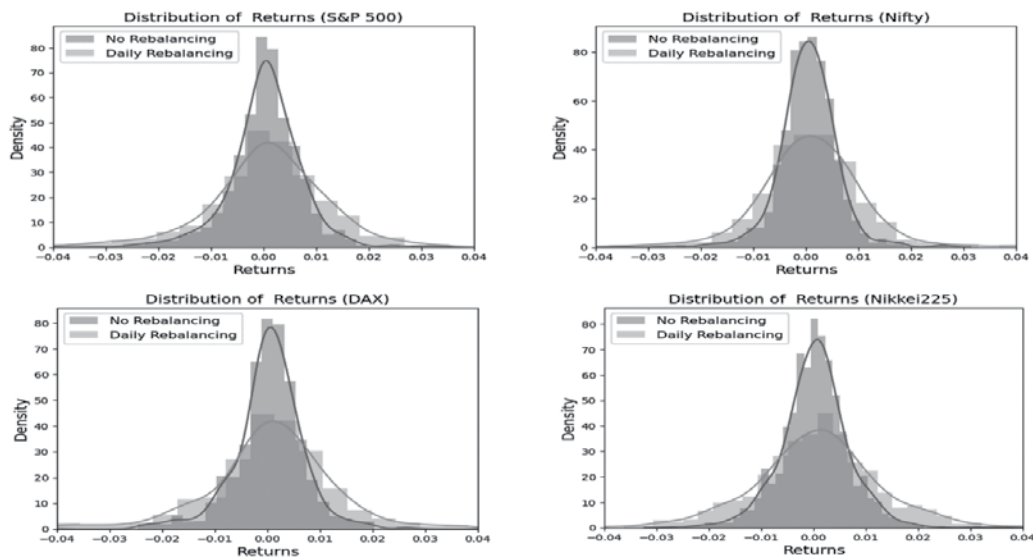 Distribution of  Returns (S&P 500)
No Rebalancing
Daily Rebalancing
Density
80
70
60
50
40
30
20
10
0
−0.04 −0.03 −0.02 −0.01 0.00 0.01 0.02 0.03 0.04
Returns
Distribution of  Returns (Nifty)
No Rebalancing
Daily Rebalancing
Density
80
60
40
20
0
−0.04 −0.03 −0.02 −0.01 0.00 0.01 0.02 0.03 0.04
Returns
Distribution of  Returns (DAX)
No Rebalancing
Daily Rebalancing
Density
80
70
60
50
40
30
20
10
0
−0.04 −0.03 −0.02 −0.01 0.00 0.01 0.02 0.03 0.04
Returns
Distribution of  Returns (Nikkei225)
No Rebalancing
Daily Rebalancing
Density
80
70
60
50
40
30
20
10
0
−0.04 −0.03 −0.02 −0.01 0.00 0.01 0.02 0.03 0.04
Returns